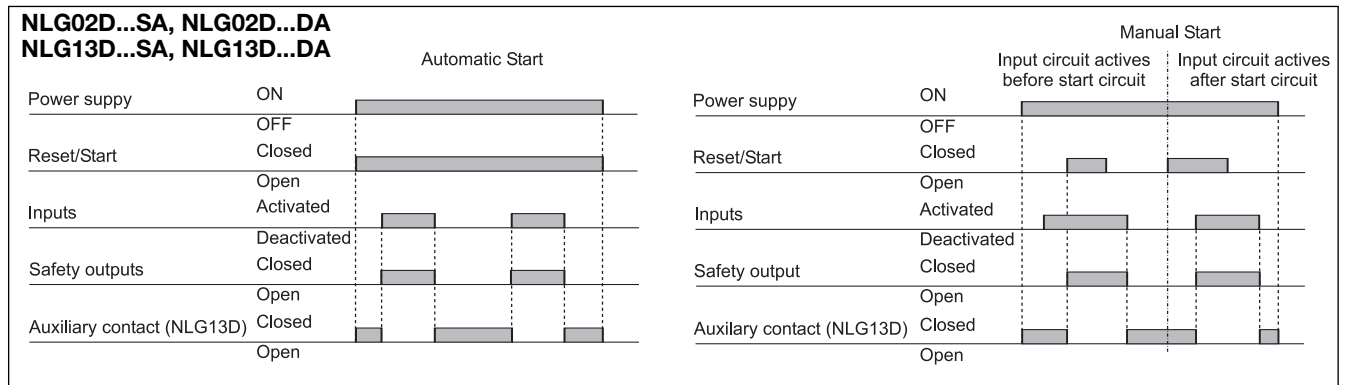 NLG02D...SA, NLG02D...DA
NLG13D...SA, NLG13D...DA
Automatic Start
Power suppy
ON
OFF
Reset/Start
Closed
Open
Inputs
Activated
Deactivated
Safety outputs
Closed
Open
Auxiliary contact (NLG13D)
Closed
Open
Manual Start
Input circuit actives
before start circuit
Input circuit actives
after start circuit
Power suppy
ON
OFF
Reset/Start
Closed
Open
Inputs
Activated
Deactivated
Safety output
Closed
Open
Auxilary contact (NLG13D)
Closed
Open